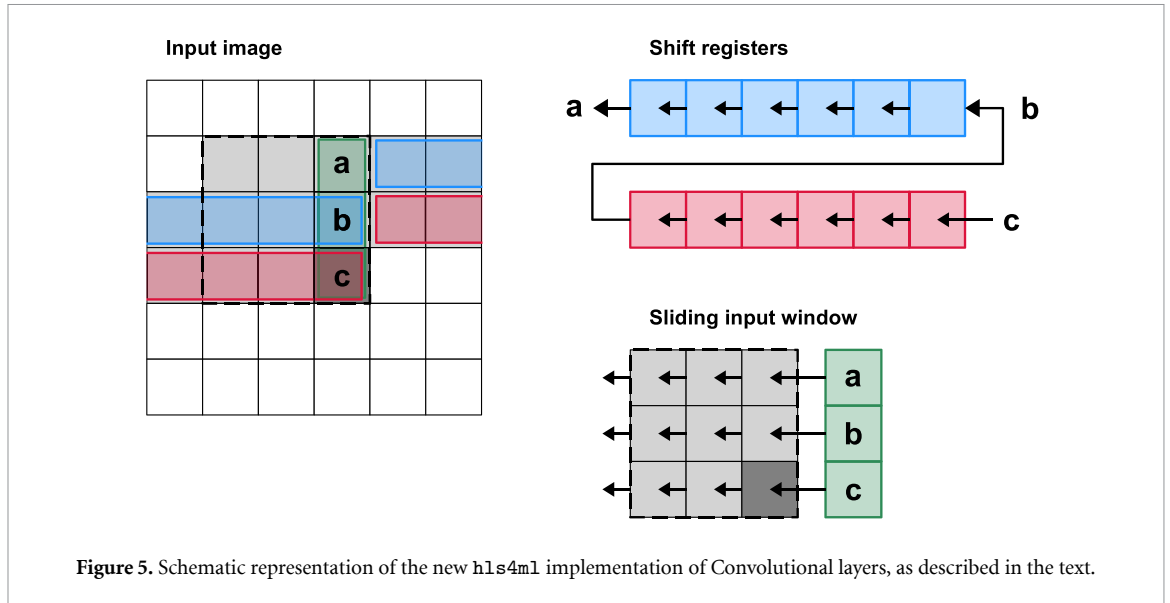 Input image
a
b
c
Shift registers
a
b
c
Sliding input window
a
b
c
Figure 5. Schematic representation of the new hls4ml implementation of Convolutional layers, as described in the text.